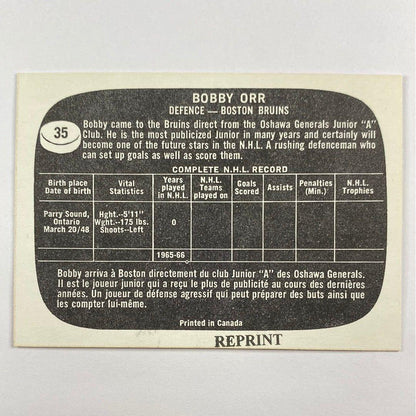 BOBBY ORR
DEFENCE — BOSTON BRUINS
35
Bobby came to the Bruins direct from the Oshawa Generals Junior "A"
Club. He is the most publicized Junior in many years and certainly will
become one of the future stars in the N.H.L. A rushing defenceman who
can set up goals as well as score them.
COMPLETE N.H.L. RECORD
Birth place
Date of birth
Vital
Statistics
Years
played
in N.H.L.
N.H.L.
Teams
played on
Goals
Scored
Assists
Penalties
(Min.)
N.H.L.
Trophies
Parry Sound,
Ontario
March 20/48
Hght.--5'11"
Wght.--175 lbs.
Shoots--Left
0
1965-66
Bobby arriva à Boston directement du club Junior "A" des Oshawa Generals.
Il est le joueur junior qui a reçu le plus de publicité au cours des dernières
années. Un joueur de défense agressif qui peut préparer des buts ainsi que
les compter lui-même.
Printed in Canada
REPRINT